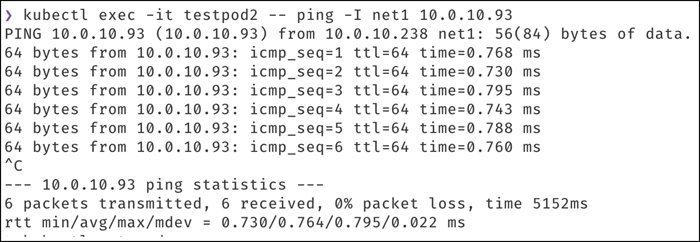 ❯ kubectl exec -it testpod2 -- ping -I net1 10.0.10.93
PING 10.0.10.93 (10.0.10.93) from 10.0.10.238 net1: 56(84) bytes of data.
64 bytes from 10.0.10.93: icmp_seq=1 ttl=64 time=0.768 ms
64 bytes from 10.0.10.93: icmp_seq=2 ttl=64 time=0.730 ms
64 bytes from 10.0.10.93: icmp_seq=3 ttl=64 time=0.795 ms
64 bytes from 10.0.10.93: icmp_seq=4 ttl=64 time=0.743 ms
64 bytes from 10.0.10.93: icmp_seq=5 ttl=64 time=0.788 ms
64 bytes from 10.0.10.93: icmp_seq=6 ttl=64 time=0.760 ms
^C
--- 10.0.10.93 ping statistics ---
6 packets transmitted, 6 received, 0% packet loss, time 5152ms
rtt min/avg/max/mdev = 0.730/0.764/0.795/0.022 ms